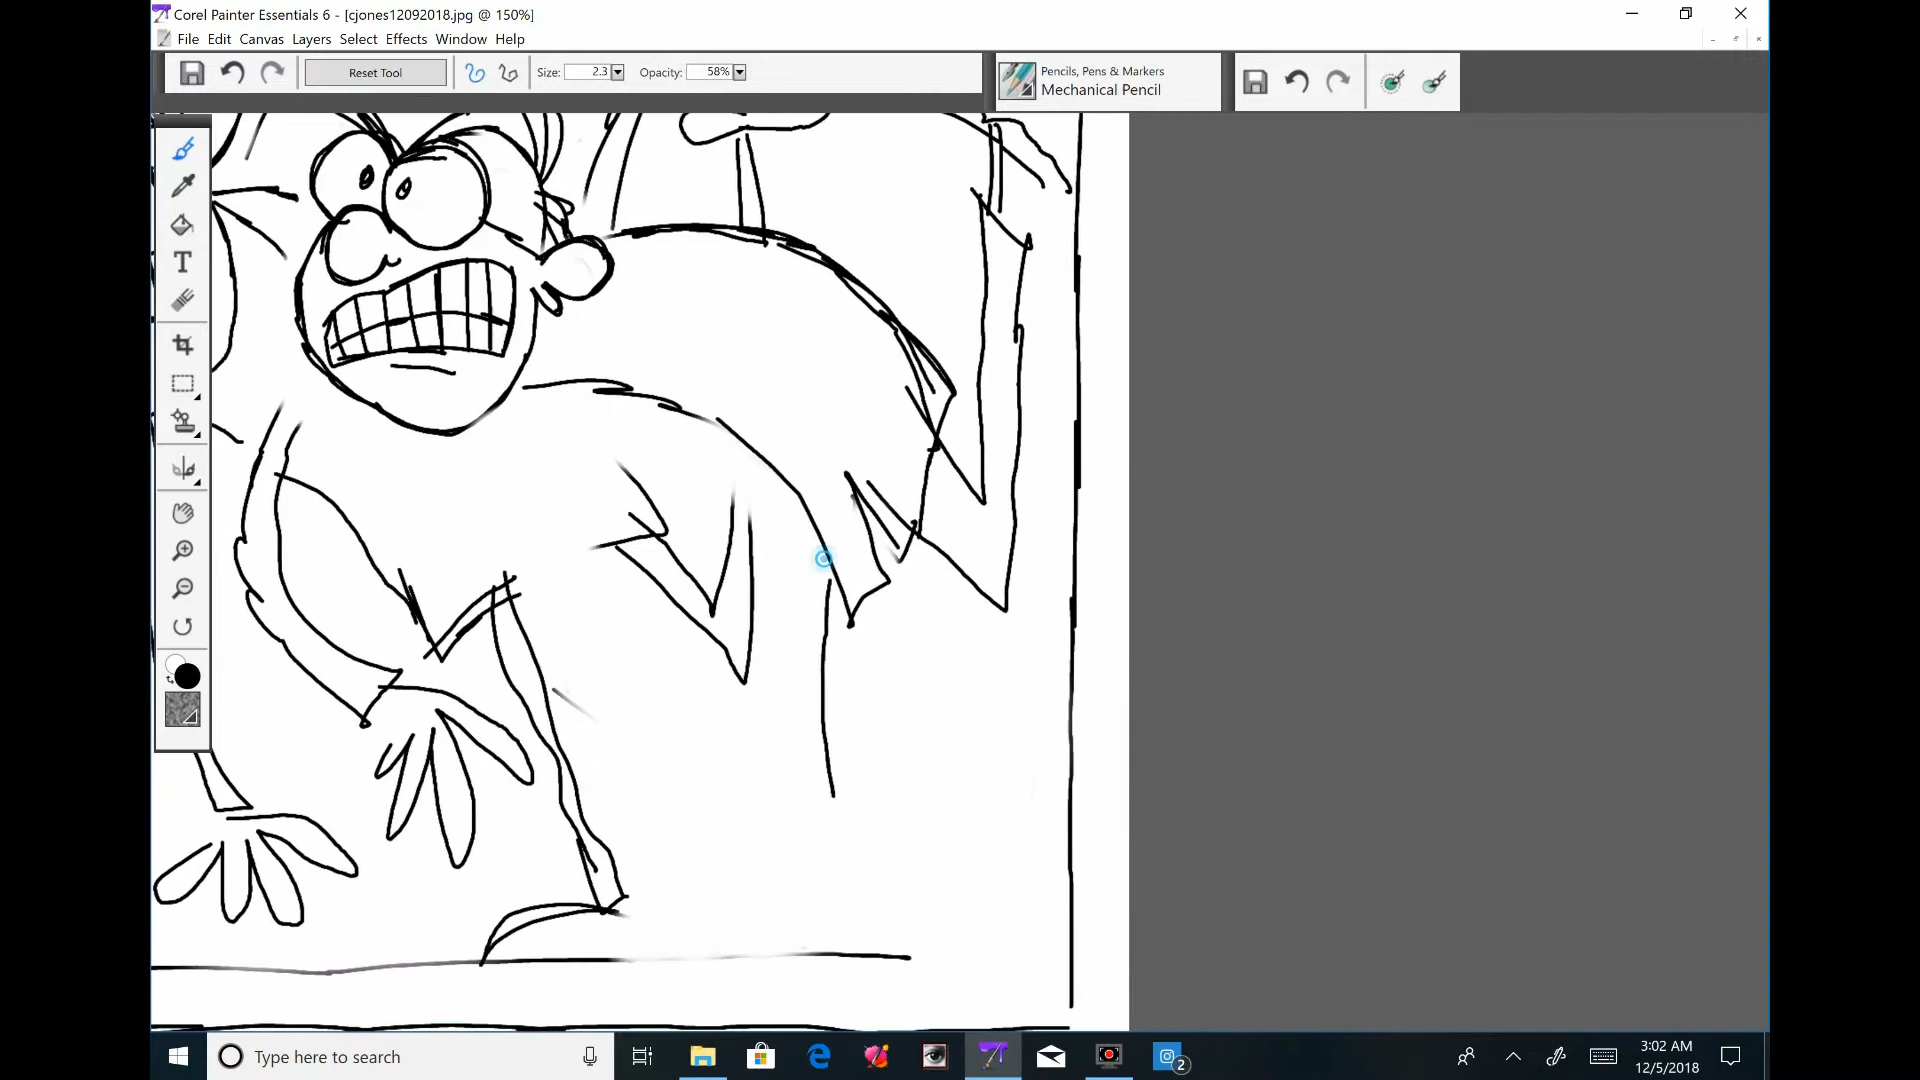 Corel Painter Essentials 6 - [cjones12092018.jpg @ 150%]
File Edit Canvas Layers Select Effects Window Help
Reset Tool Size: 2.3 Opacity: 58%
Pencils, Pens & Markers
Mechanical Pencil
T
Type here to search
2
3:02 AM
12/5/2018